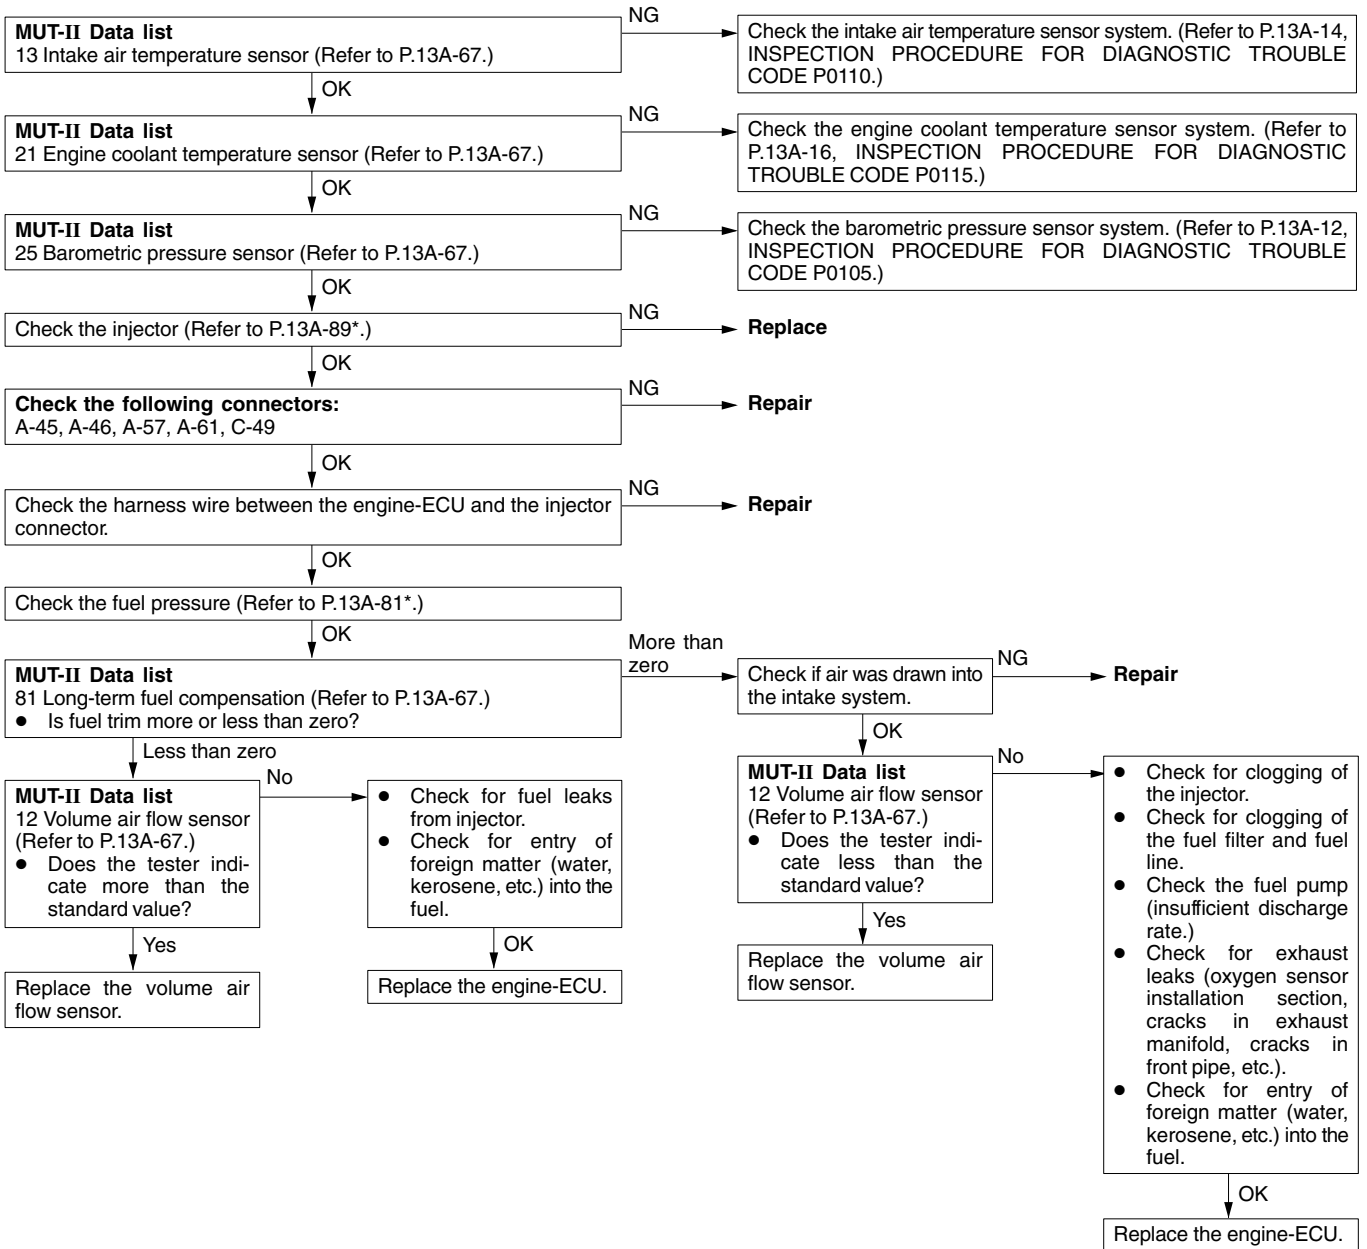 MUT-II Data list
13 Intake air temperature sensor (Refer to P.13A-67.)
NG
Check the intake air temperature sensor system. (Refer to P.13A-14,
INSPECTION PROCEDURE FOR DIAGNOSTIC TROUBLE
CODE P0110.)
OK
MUT-II Data list
21 Engine coolant temperature sensor (Refer to P.13A-67.)
NG
Check the engine coolant temperature sensor system. (Refer to
P.13A-16, INSPECTION PROCEDURE FOR DIAGNOSTIC
TROUBLE CODE P0115.)
OK
MUT-II Data list
25 Barometric pressure sensor (Refer to P.13A-67.)
NG
Check the barometric pressure sensor system. (Refer to P.13A-12,
INSPECTION PROCEDURE FOR DIAGNOSTIC TROUBLE
CODE P0105.)
OK
Check the injector (Refer to P.13A-89*.)
NG
Replace
OK
Check the following connectors:
A-45, A-46, A-57, A-61, C-49
NG
Repair
OK
Check the harness wire between the engine-ECU and the injector
connector.
NG
Repair
OK
Check the fuel pressure (Refer to P.13A-81*.)
OK
MUT-II Data list
81 Long-term fuel compensation (Refer to P.13A-67.)
● Is fuel trim more or less than zero?
More than
zero
Check if air was drawn into
the intake system.
NG
Repair
Less than zero
MUT-II Data list
12 Volume air flow sensor
(Refer to P.13A-67.)
● Does the tester indi-
cate more than the
standard value?
No
● Check for fuel leaks
from injector.
● Check for entry of
foreign matter (water,
kerosene, etc.) into the
fuel.
Yes
Replace the volume air
flow sensor.
OK
Replace the engine-ECU.
OK
MUT-II Data list
12 Volume air flow sensor
(Refer to P.13A-67.)
● Does the tester indi-
cate less than the
standard value?
No
Yes
Replace the volume air
flow sensor.
● Check for clogging of
the injector.
● Check for clogging of
the fuel filter and fuel
line.
● Check the fuel pump
(insufficient discharge
rate.)
● Check for exhaust
leaks (oxygen sensor
installation section,
cracks in exhaust
manifold, cracks in
front pipe, etc.).
● Check for entry of
foreign matter (water,
kerosene, etc.) into the
fuel.
OK
Replace the engine-ECU.